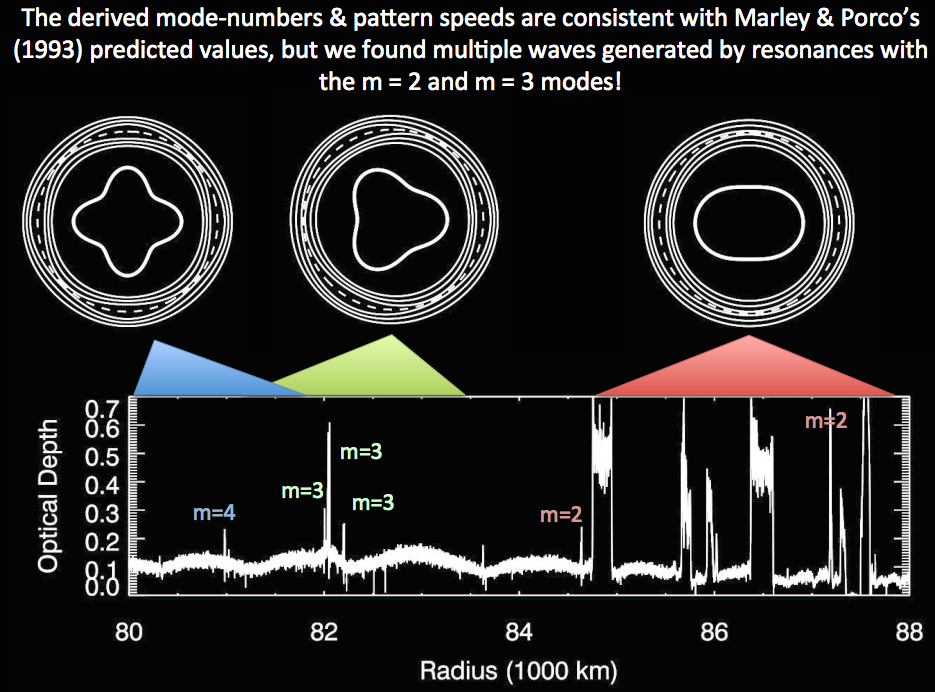 The derived mode-numbers & pattern speeds are consistent with Marley & Porco’s
(1993) predicted values, but we found multiple waves generated by resonances with
the m = 2 and m = 3 modes!
0.7
0.6
0.5
0.4
0.3
0.2
0.1
0.0
Optical Depth
m=4
m=3
m=3
m=3
m=2
m=2
80 82 84 86 88
Radius (1000 km)